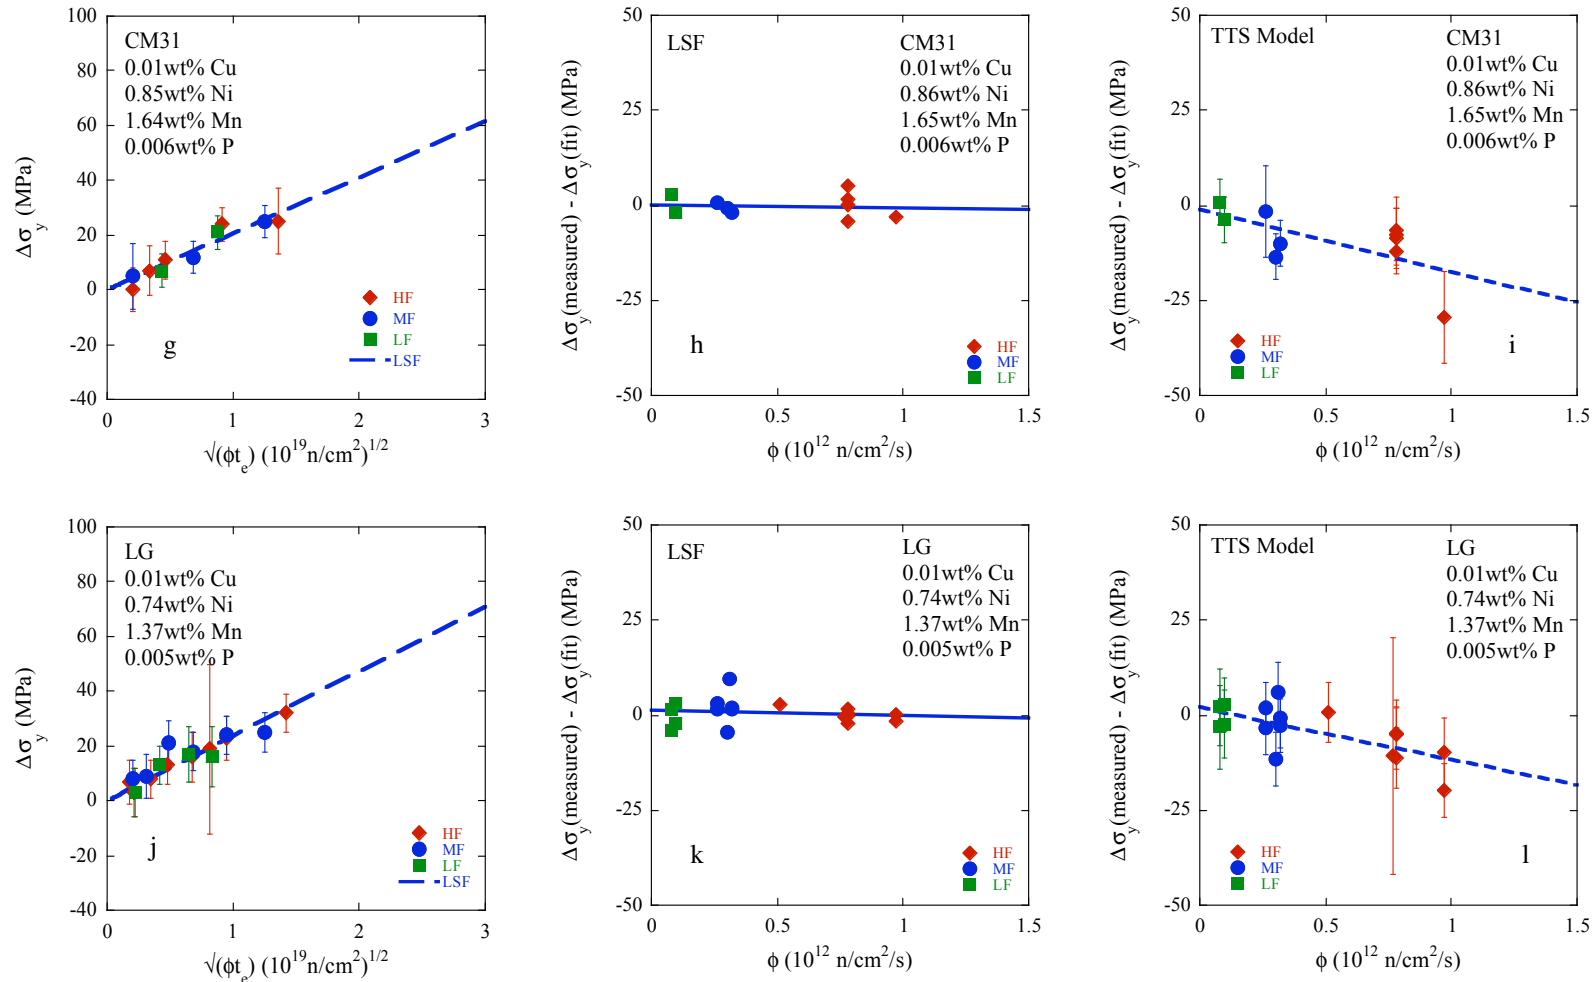 Δσy (MPa)
100
80
60
40
20
0
-20
-40
CM31
0.01wt% Cu
0.85wt% Ni
1.64wt% Mn
0.006wt% P
HF
MF
LF
LSF
g
0 1 2 3
√(ϕte) (10^19n/cm^2)^1/2
Δσy(measured) - Δσy(fit) (MPa)
50
25
0
-25
-50
LSF
CM31
0.01wt% Cu
0.86wt% Ni
1.65wt% Mn
0.006wt% P
h
HF
MF
LF
0 0.5 1 1.5
ϕ (10^12 n/cm^2/s)
Δσy(measured) - Δσy(fit) (MPa)
50
25
0
-25
-50
TTS Model
CM31
0.01wt% Cu
0.86wt% Ni
1.65wt% Mn
0.006wt% P
HF
MF
LF
i
0 0.5 1 1.5
ϕ (10^12 n/cm^2/s)
Δσy (MPa)
100
80
60
40
20
0
-20
-40
LG
0.01wt% Cu
0.74wt% Ni
1.37wt% Mn
0.005wt% P
j
HF
MF
LF
LSF
0 1 2 3
√(ϕte) (10^19n/cm^2)^1/2
Δσy(measured) - Δσy(fit) (MPa)
50
25
0
-25
-50
LSF
LG
0.01wt% Cu
0.74wt% Ni
1.37wt% Mn
0.005wt% P
k
HF
MF
LF
0 0.5 1 1.5
ϕ (10^12 n/cm^2/s)
Δσy(measured) - Δσy(fit) (MPa)
50
25
0
-25
-50
TTS Model
LG
0.01wt% Cu
0.74wt% Ni
1.37wt% Mn
0.005wt% P
HF
MF
LF
l
0 0.5 1 1.5
ϕ (10^12 n/cm^2/s)